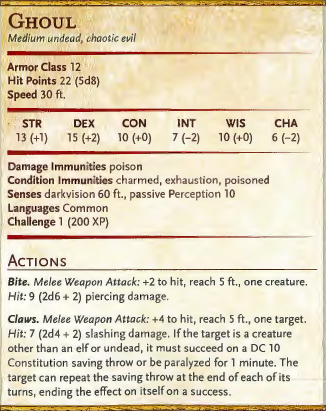 GHOUL
Medium undead, chaotic evil
Armor Class 12
Hit Points 22 (5d8)
Speed 30 ft.
STR DEX CON INT WIS CHA
13 (+1) 15 (+2) 10 (+0) 7 (−2) 10 (+0) 6 (−2)
Damage Immunities poison
Condition Immunities charmed, exhaustion, poisoned
Senses darkvision 60 ft., passive Perception 10
Languages Common
Challenge 1 (200 XP)
ACTIONS
Bite. Melee Weapon Attack: +2 to hit, reach 5 ft., one creature.
Hit: 9 (2d6 + 2) piercing damage.
Claws. Melee Weapon Attack: +4 to hit, reach 5 ft., one target.
Hit: 7 (2d4 + 2) slashing damage. If the target is a creature
other than an elf or undead, it must succeed on a DC 10
Constitution saving throw or be paralyzed for 1 minute. The
target can repeat the saving throw at the end of each of its
turns, ending the effect on itself on a success.